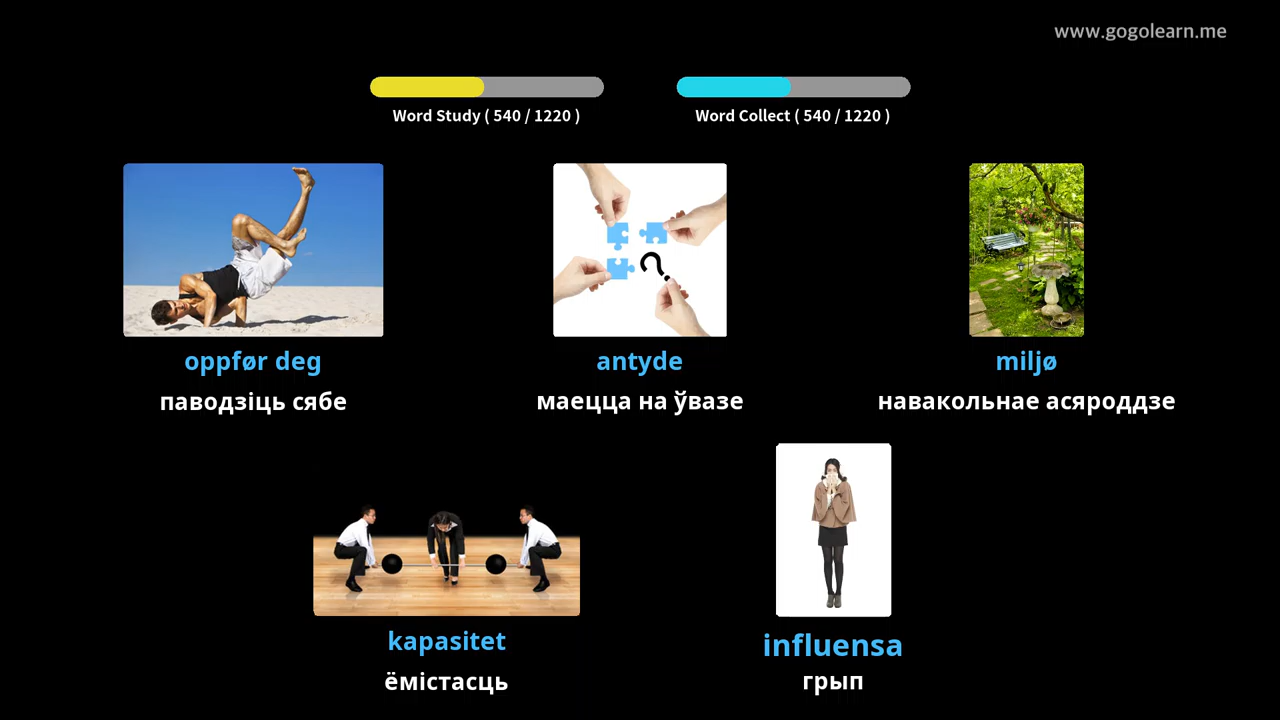 www.gogolearn.me
Word Study ( 540 / 1220 )
Word Collect ( 540 / 1220 )
oppfør deg
паводзіць сябе
antyde
маецца на ўвазе
miljø
навакольнае асяроддзе
kapasitet
ёмістасць
influensa
грып